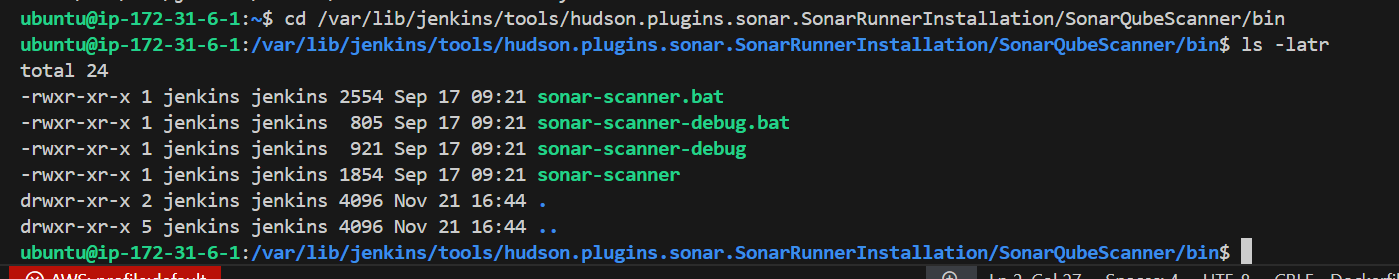 ubuntu@ip-172-31-6-1:~$ cd /var/lib/jenkins/tools/hudson.plugins.sonar.SonarRunnerInstallation/SonarQubeScanner/bin
ubuntu@ip-172-31-6-1:/var/lib/jenkins/tools/hudson.plugins.sonar.SonarRunnerInstallation/SonarQubeScanner/bin$ ls -latr
total 24
-rwxr-xr-x 1 jenkins jenkins 2554 Sep 17 09:21 sonar-scanner.bat
-rwxr-xr-x 1 jenkins jenkins  805 Sep 17 09:21 sonar-scanner-debug.bat
-rwxr-xr-x 1 jenkins jenkins  921 Sep 17 09:21 sonar-scanner-debug
-rwxr-xr-x 1 jenkins jenkins 1854 Sep 17 09:21 sonar-scanner
drwxr-xr-x 2 jenkins jenkins 4096 Nov 21 16:44 .
drwxr-xr-x 5 jenkins jenkins 4096 Nov 21 16:44 ..
ubuntu@ip-172-31-6-1:/var/lib/jenkins/tools/hudson.plugins.sonar.SonarRunnerInstallation/SonarQubeScanner/bin$
AWS: profile:default Ln 2, Col 27 Spaces: 4 UTF-8